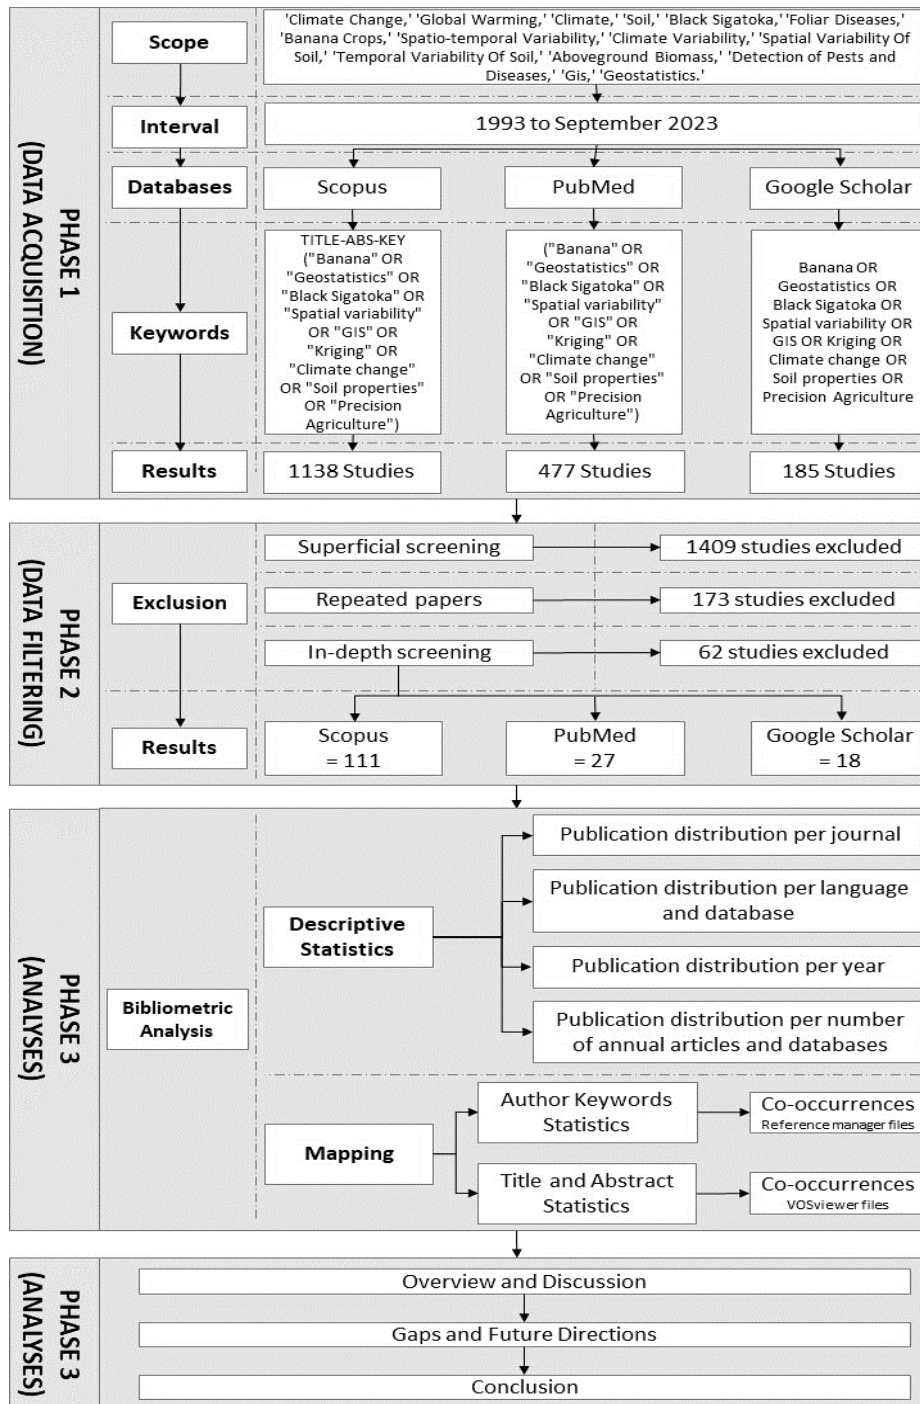 PHASE 1
(DATA ACQUISITION)
Scope
'Climate Change,' 'Global Warming,' 'Climate,' 'Soil,' 'Black Sigatoka,' 'Foliar Diseases,'
'Banana Crops,' 'Spatio-temporal Variability,' 'Climate Variability,' 'Spatial Variability Of
Soil,' 'Temporal Variability Of Soil,' 'Aboveground Biomass,' 'Detection of Pests and
Diseases,' 'Gis,' 'Geostatistics.'
Interval
1993 to September 2023
Databases
Scopus
PubMed
Google Scholar
Keywords
TITLE-ABS-KEY
("Banana" OR
"Geostatistics" OR
"Black Sigatoka" OR
"Spatial variability"
OR "GIS" OR
"Kriging" OR
"Climate change"
OR "Soil properties"
OR "Precision
Agriculture")
("Banana" OR
"Geostatistics" OR
"Black Sigatoka" OR
"Spatial variability"
OR "GIS" OR
"Kriging" OR
"Climate change"
OR "Soil properties"
OR "Precision
Agriculture")
Banana OR
Geostatistics OR
Black Sigatoka OR
Spatial variability OR
GIS OR Kriging OR
Climate change OR
Soil properties OR
Precision Agriculture
Results
1138 Studies
477 Studies
185 Studies
PHASE 2
(DATA FILTERING)
Exclusion
Superficial screening
1409 studies excluded
Repeated papers
173 studies excluded
In-depth screening
62 studies excluded
Results
Scopus
= 111
PubMed
= 27
Google Scholar
= 18
PHASE 3
(ANALYSES)
Bibliometric
Analysis
Descriptive
Statistics
Publication distribution per journal
Publication distribution per language
and database
Publication distribution per year
Publication distribution per number
of annual articles and databases
Mapping
Author Keywords
Statistics
Co-occurrences
Reference manager files
Title and Abstract
Statistics
Co-occurrences
VOSviewer files
PHASE 3
(ANALYSES)
Overview and Discussion
Gaps and Future Directions
Conclusion